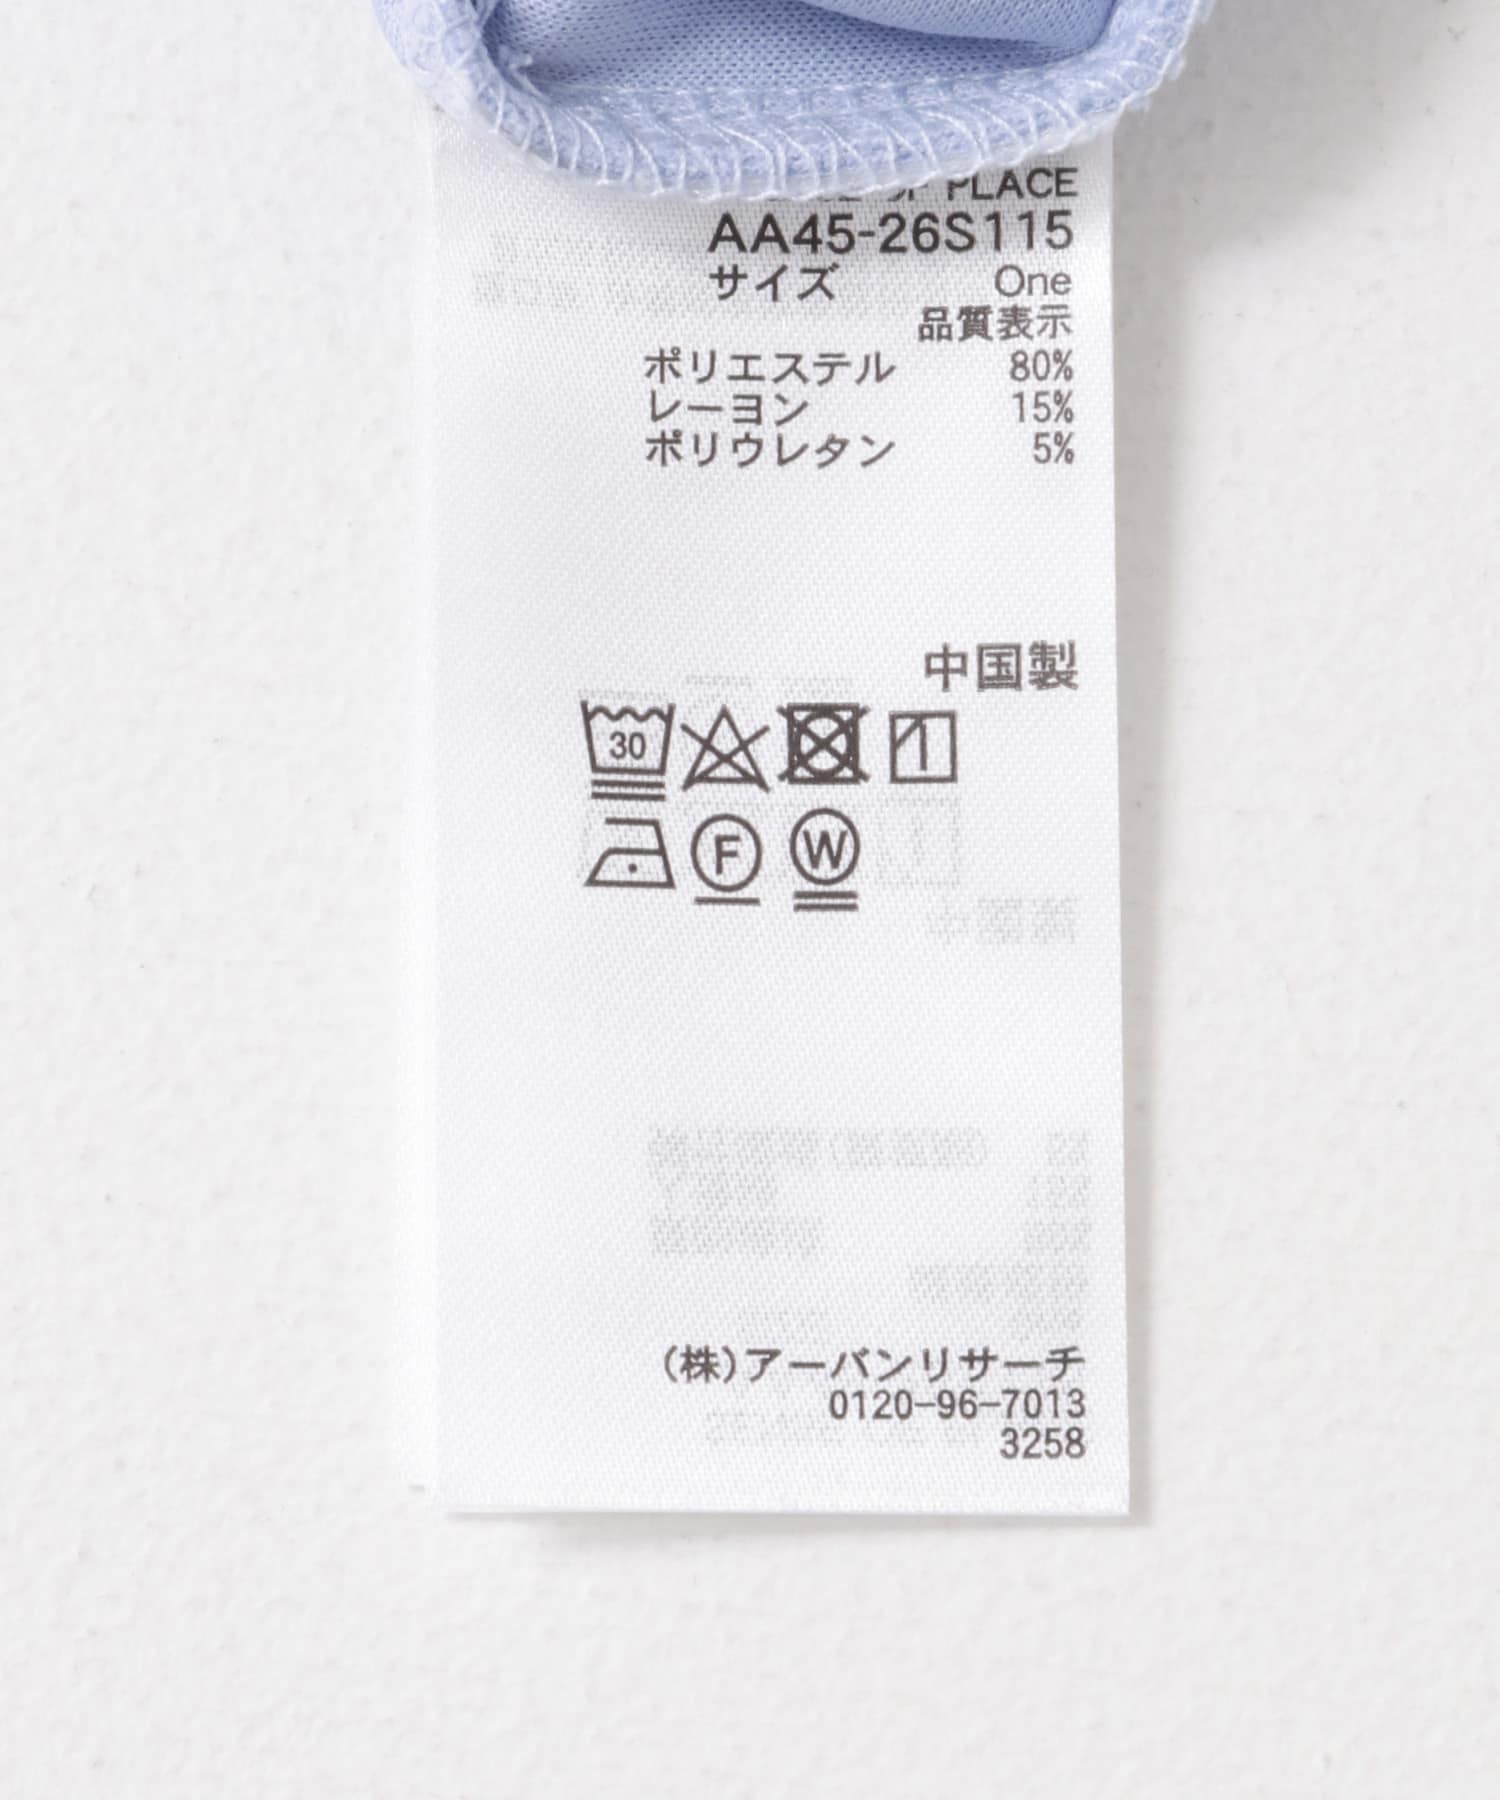 PLACE
AA45-26S115
サイズ One
品質表示
ポリエステル 80%
レーヨン 15%
ポリウレタン 5%
中国製
30
F W
(株)アーバンリサーチ
0120-96-7013
3258